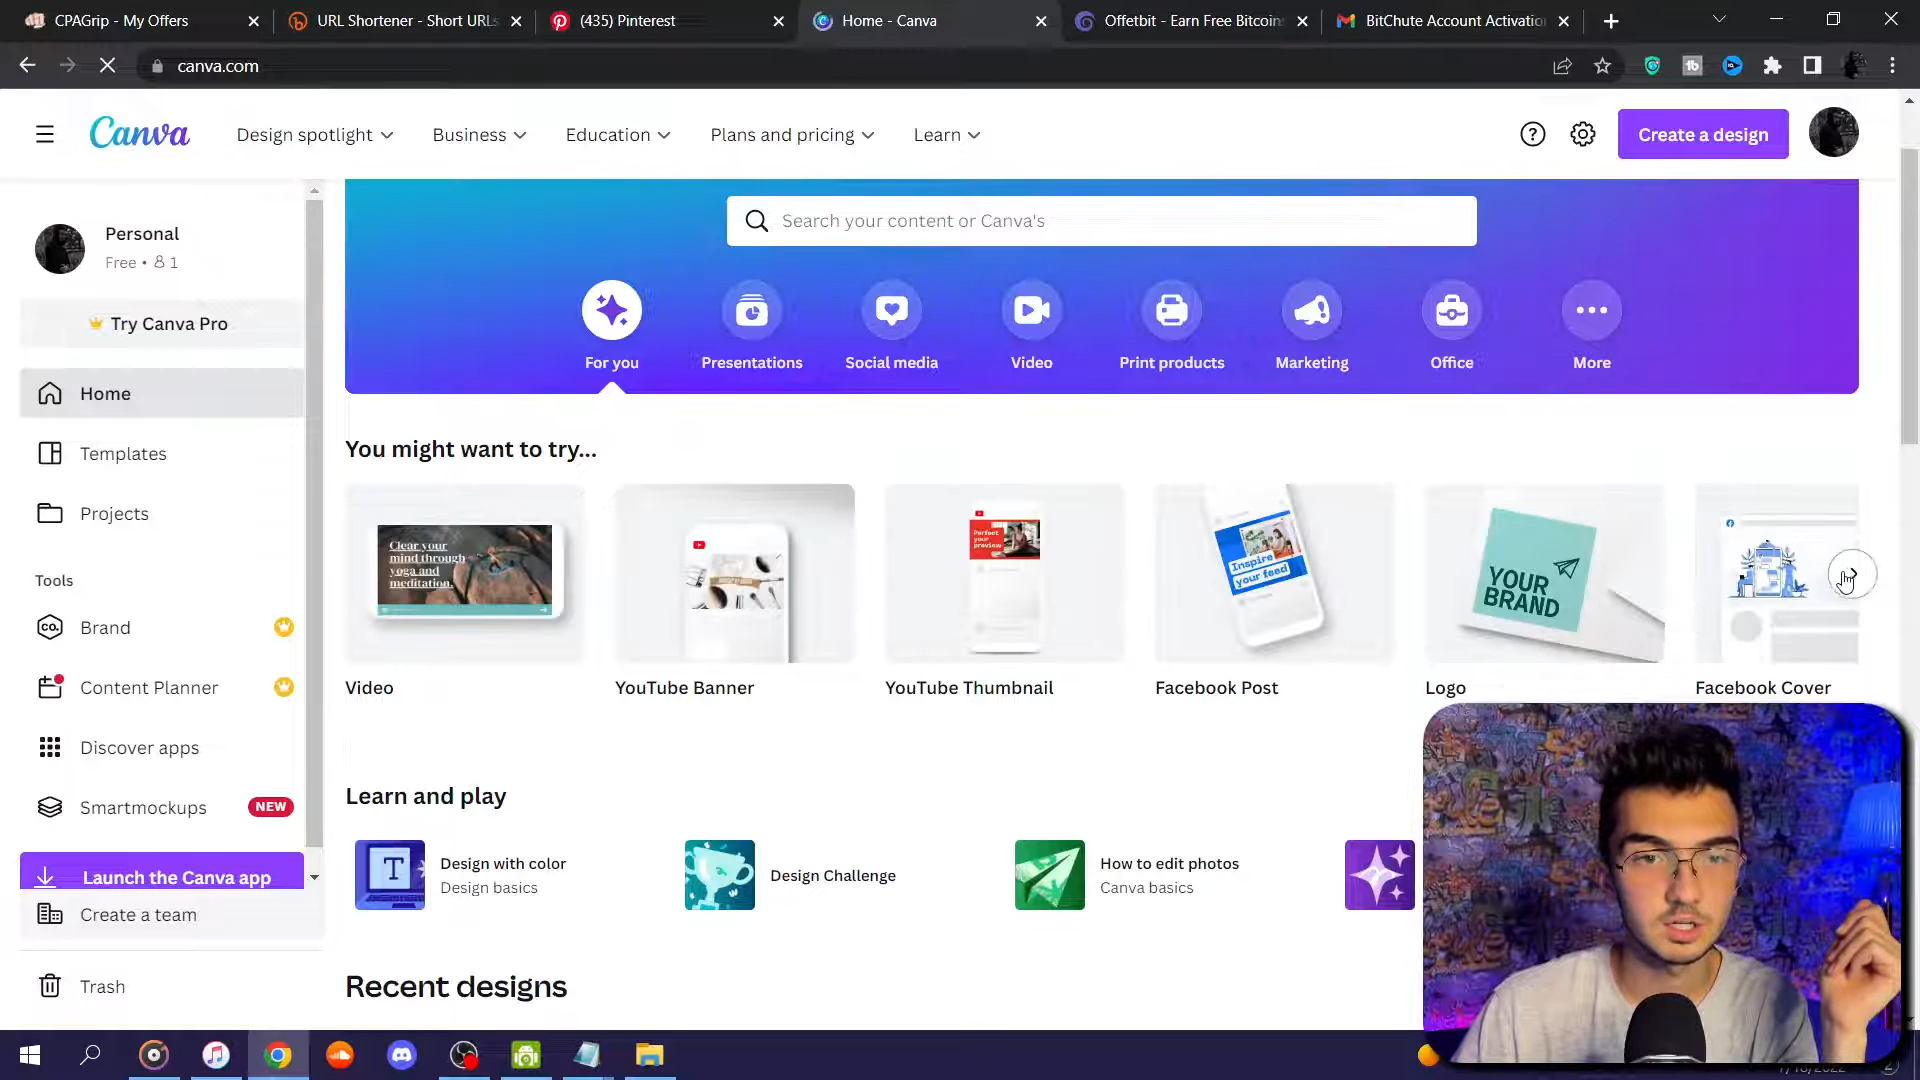 CPAGrip - My Offers
URL Shortener - Short URLs
(435) Pinterest
Home - Canva
Offetbit - Earn Free Bitcoin
BitChute Account Activatio
canva.com
Canva
Design spotlight
Business
Education
Plans and pricing
Learn
Create a design
Personal
Free • 1
Try Canva Pro
Home
Templates
Projects
Tools
CO.
Brand
Content Planner
Discover apps
Smartmockups
NEW
Launch the Canva app
Create a team
Trash
Search your content or Canva's
For you
Presentations
Social media
Video
Print products
Marketing
Office
More
You might want to try...
Clear your
mind through
yoga and
meditation.
Perfect
your
preview
Inspire
your feed
YOUR
BRAND
Video
YouTube Banner
YouTube Thumbnail
Facebook Post
Logo
Facebook Cover
Learn and play
T
Design with color
Design basics
Design Challenge
How to edit photos
Canva basics
Recent designs